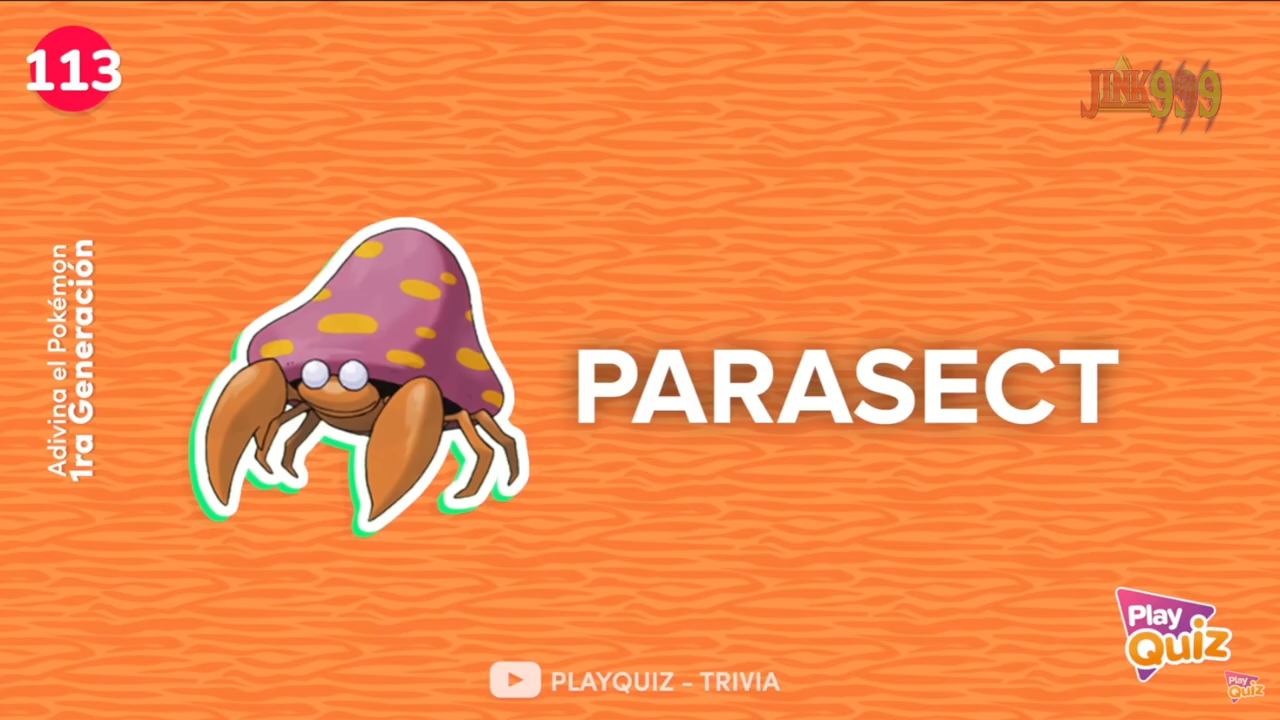 113
JINK999
Adivina el Pokémon
1ra Generación
PARASECT
Play
Quiz
Play
Quiz
PLAYQUIZ - TRIVIA